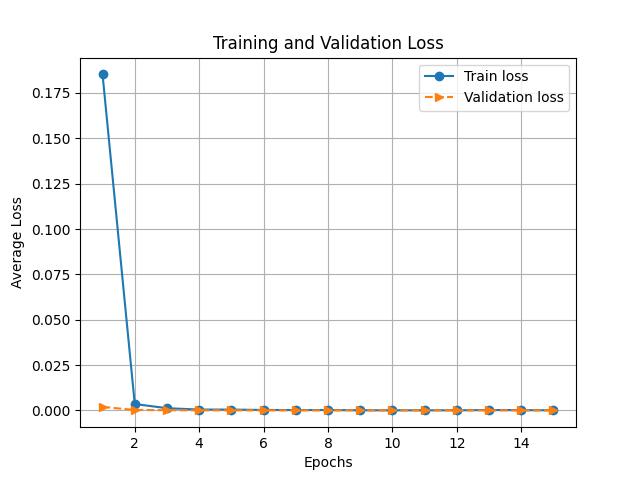 Training and Validation Loss
Train loss
Validation loss
Average Loss
0.175
0.150
0.125
0.100
0.075
0.050
0.025
0.000
2 4 6 8 10 12 14
Epochs